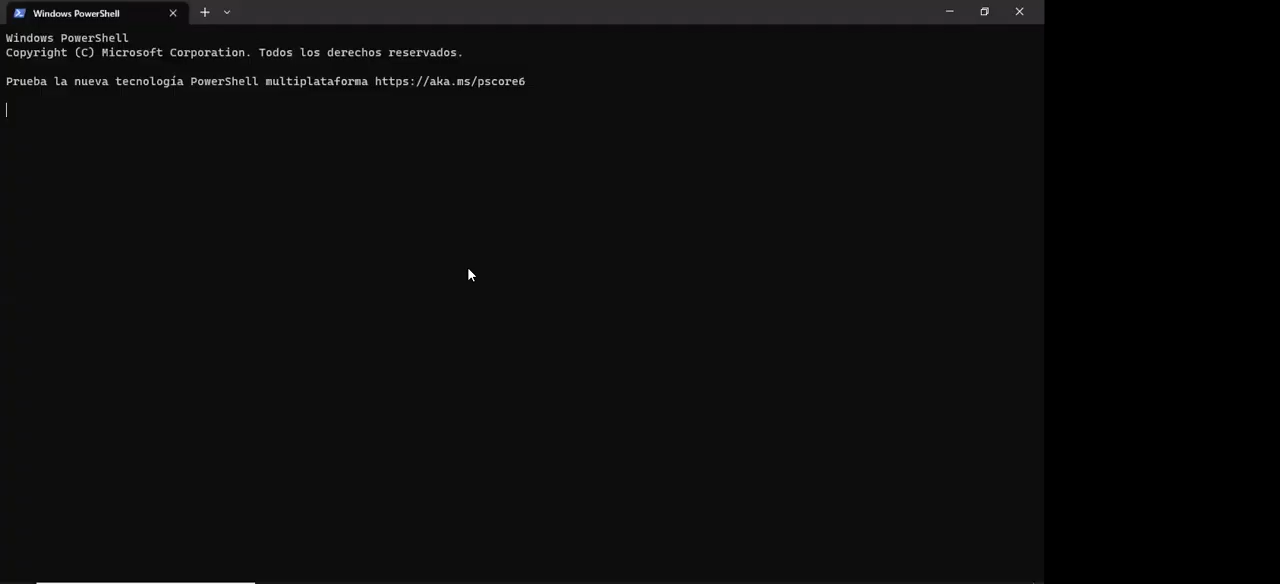 Windows PowerShell
Windows PowerShell
Copyright (C) Microsoft Corporation. Todos los derechos reservados.
Prueba la nueva tecnología PowerShell multiplataforma https://aka.ms/pscore6